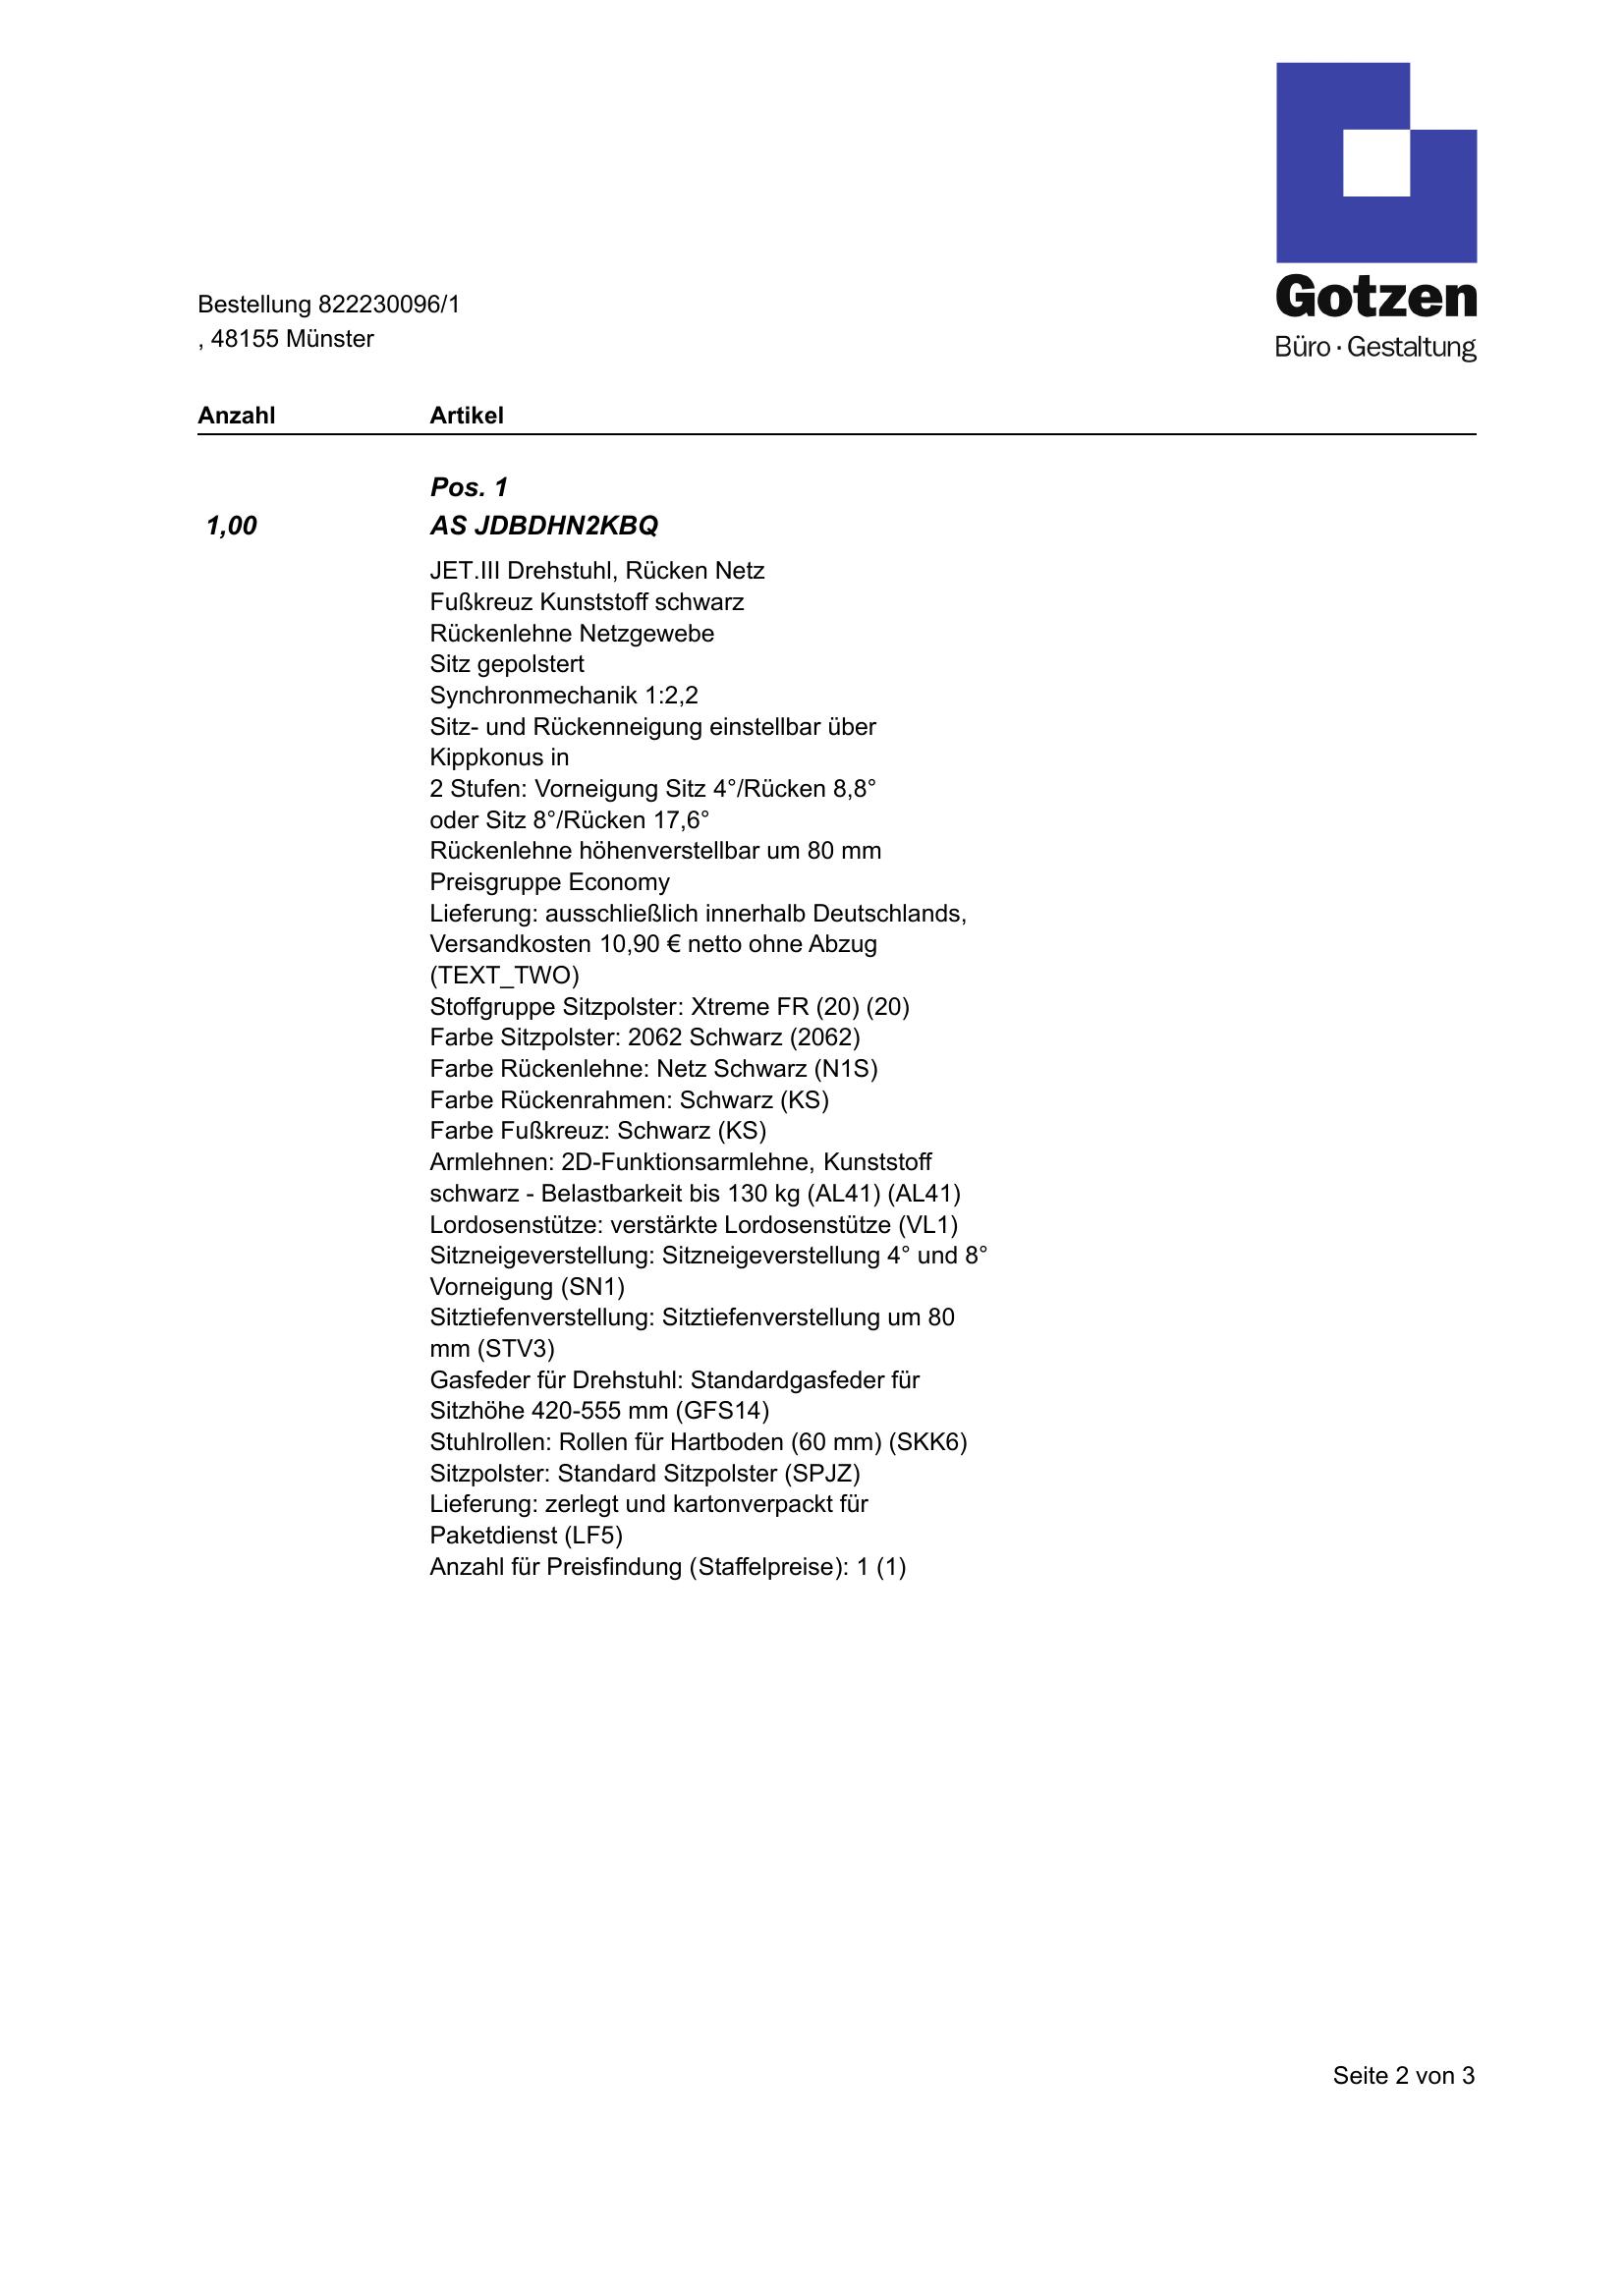 Gotzen
Büro · Gestaltung
Bestellung 822230096/1
, 48155 Münster
Anzahl Artikel
Pos. 1
1,00 AS JDBDHN2KBQ
JET.III Drehstuhl, Rücken Netz
Fußkreuz Kunststoff schwarz
Rückenlehne Netzgewebe
Sitz gepolstert
Synchronmechanik 1:2,2
Sitz- und Rückenneigung einstellbar über
Kippkonus in
2 Stufen: Vorneigung Sitz 4°/Rücken 8,8°
oder Sitz 8°/Rücken 17,6°
Rückenlehne höhenverstellbar um 80 mm
Preisgruppe Economy
Lieferung: ausschließlich innerhalb Deutschlands,
Versandkosten 10,90 € netto ohne Abzug
(TEXT_TWO)
Stoffgruppe Sitzpolster: Xtreme FR (20) (20)
Farbe Sitzpolster: 2062 Schwarz (2062)
Farbe Rückenlehne: Netz Schwarz (N1S)
Farbe Rückenrahmen: Schwarz (KS)
Farbe Fußkreuz: Schwarz (KS)
Armlehnen: 2D-Funktionsarmlehne, Kunststoff
schwarz - Belastbarkeit bis 130 kg (AL41) (AL41)
Lordosenstütze: verstärkte Lordosenstütze (VL1)
Sitzneigeverstellung: Sitzneigeverstellung 4° und 8°
Vorneigung (SN1)
Sitztiefenverstellung: Sitztiefenverstellung um 80
mm (STV3)
Gasfeder für Drehstuhl: Standardgasfeder für
Sitzhöhe 420-555 mm (GFS14)
Stuhlrollen: Rollen für Hartboden (60 mm) (SKK6)
Sitzpolster: Standard Sitzpolster (SPJZ)
Lieferung: zerlegt und kartonverpackt für
Paketdienst (LF5)
Anzahl für Preisfindung (Staffelpreise): 1 (1)
Seite 2 von 3